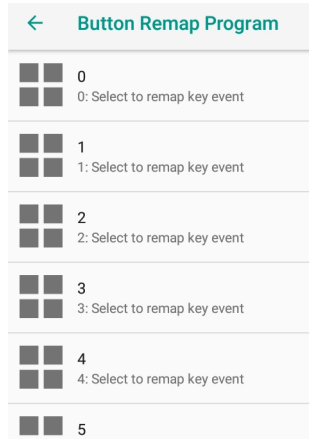 Button Remap Program
0
0: Select to remap key event
1
1: Select to remap key event
2
2: Select to remap key event
3
3: Select to remap key event
4
4: Select to remap key event
5